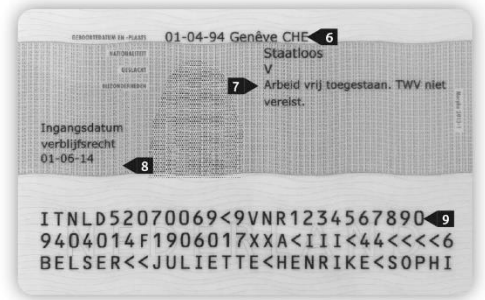 GEBOORTEDATUM EN -PLAATS 01-04-94 Genêve CHE 6
NATIONALITEIT Staatloos
GESLACHT V
BIJZONDERHEDEN 7 Arbeid vrij toegestaan. TWV niet
vereist.
Ingangsdatum
verblijfsrecht
01-06-14
8
ITNLD52070069<9VNR1234567890 9
9404014F1906017XXA<III<44<<<<6
BELSER<<JULIETTE<HENRIKE<SOPHI